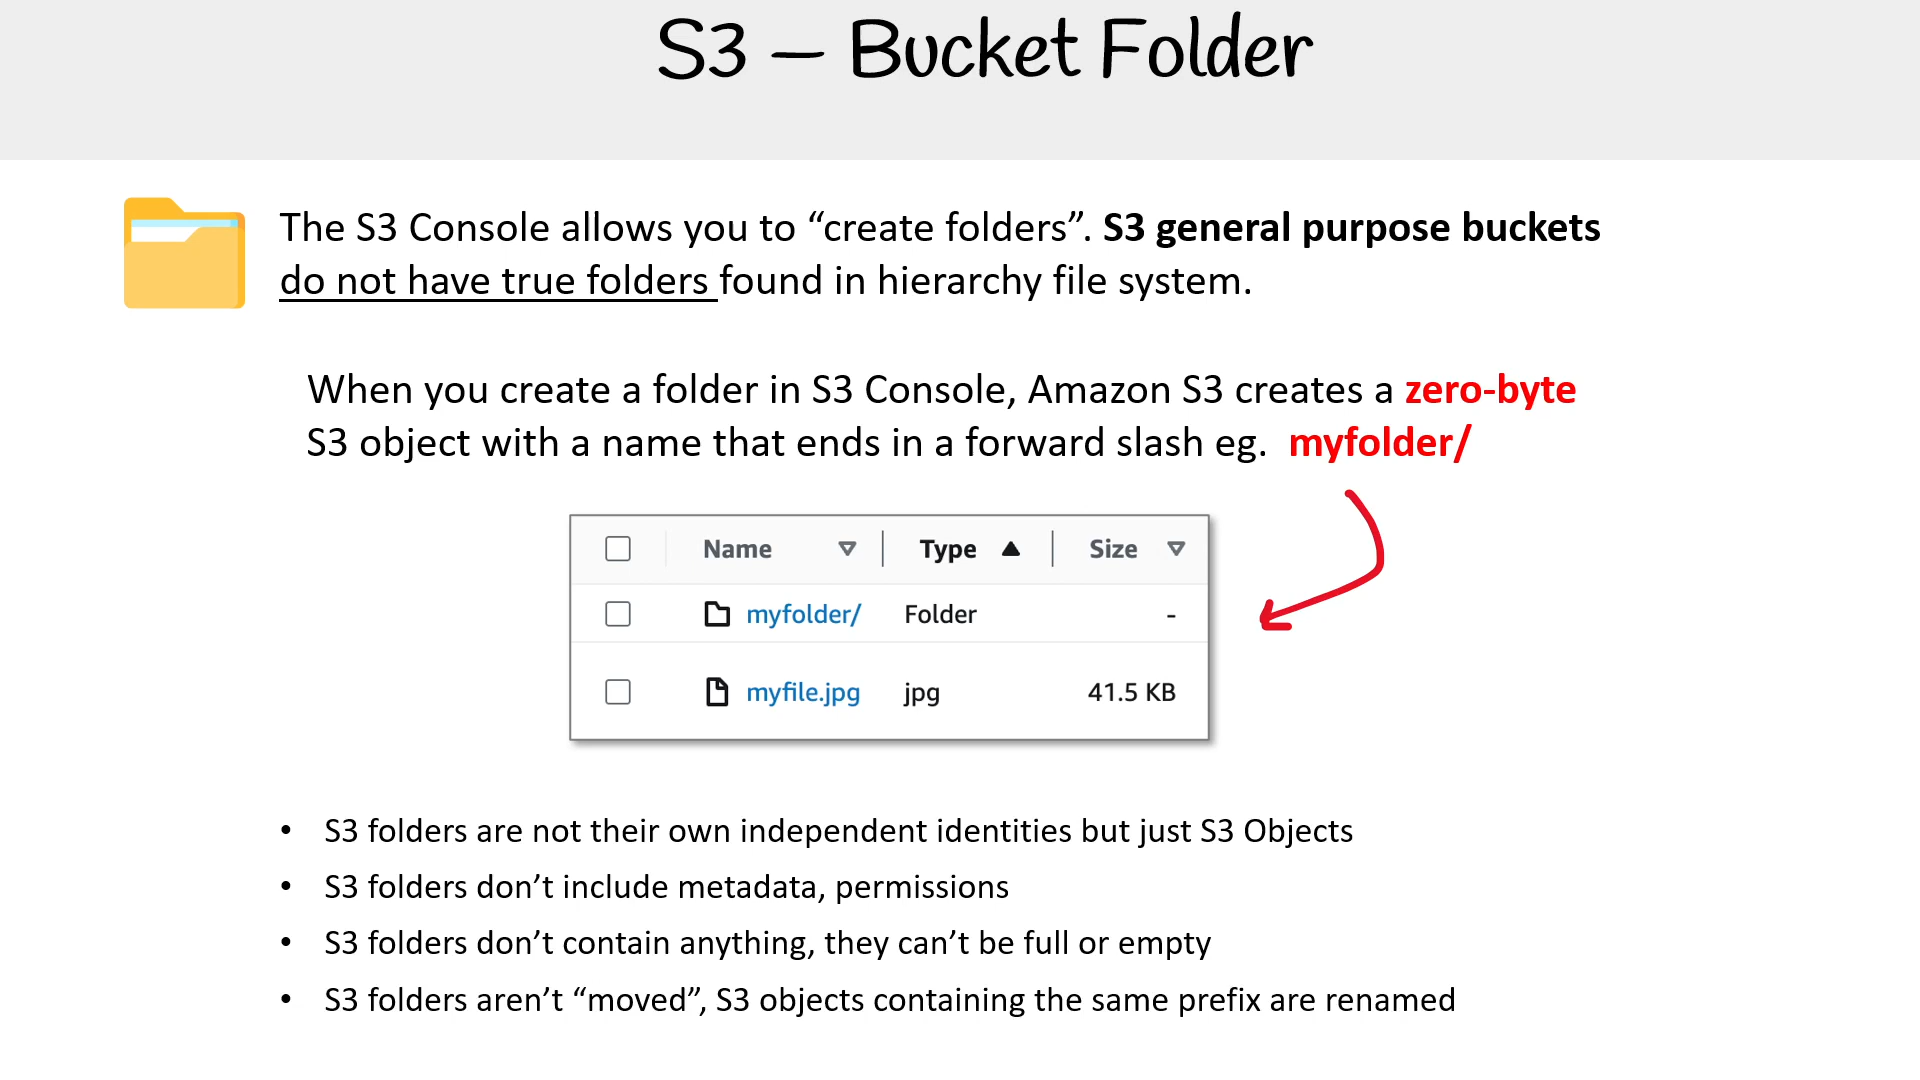 S3 – Bucket Folder
The S3 Console allows you to “create folders”. S3 general purpose buckets
do not have true folders found in hierarchy file system.
When you create a folder in S3 Console, Amazon S3 creates a zero-byte
S3 object with a name that ends in a forward slash eg. myfolder/
Name Type Size
myfolder/ Folder -
myfile.jpg jpg 41.5 KB
• S3 folders are not their own independent identities but just S3 Objects
• S3 folders don’t include metadata, permissions
• S3 folders don’t contain anything, they can’t be full or empty
• S3 folders aren’t “moved”, S3 objects containing the same prefix are renamed